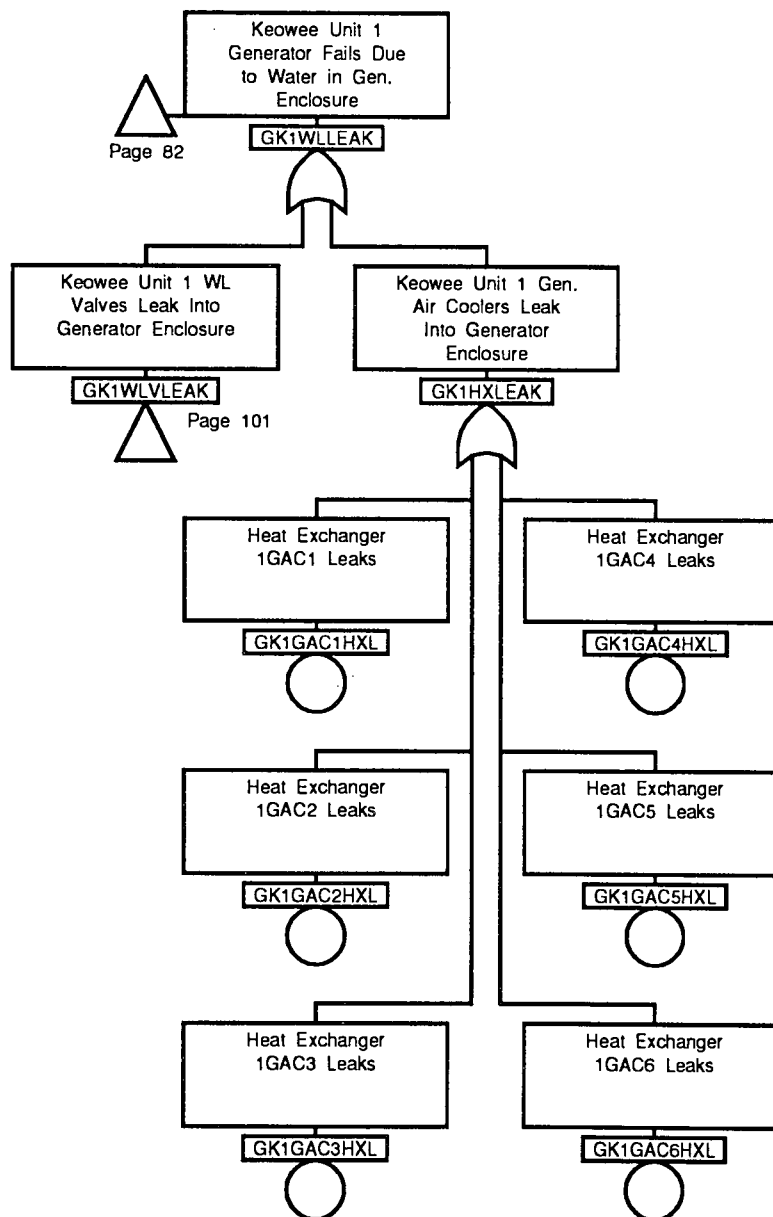 Keowee Unit 1
Generator Fails Due
to Water in Gen.
Enclosure
GK1WLLEAK
Page 82
Keowee Unit 1 WL
Valves Leak Into
Generator Enclosure
GK1WLVLEAK
Page 101
Keowee Unit 1 Gen.
Air Coolers Leak
Into Generator
Enclosure
GK1HXLEAK
Heat Exchanger
1GAC1 Leaks
GK1GAC1HXL
Heat Exchanger
1GAC4 Leaks
GK1GAC4HXL
Heat Exchanger
1GAC2 Leaks
GK1GAC2HXL
Heat Exchanger
1GAC5 Leaks
GK1GAC5HXL
Heat Exchanger
1GAC3 Leaks
GK1GAC3HXL
Heat Exchanger
1GAC6 Leaks
GK1GAC6HXL